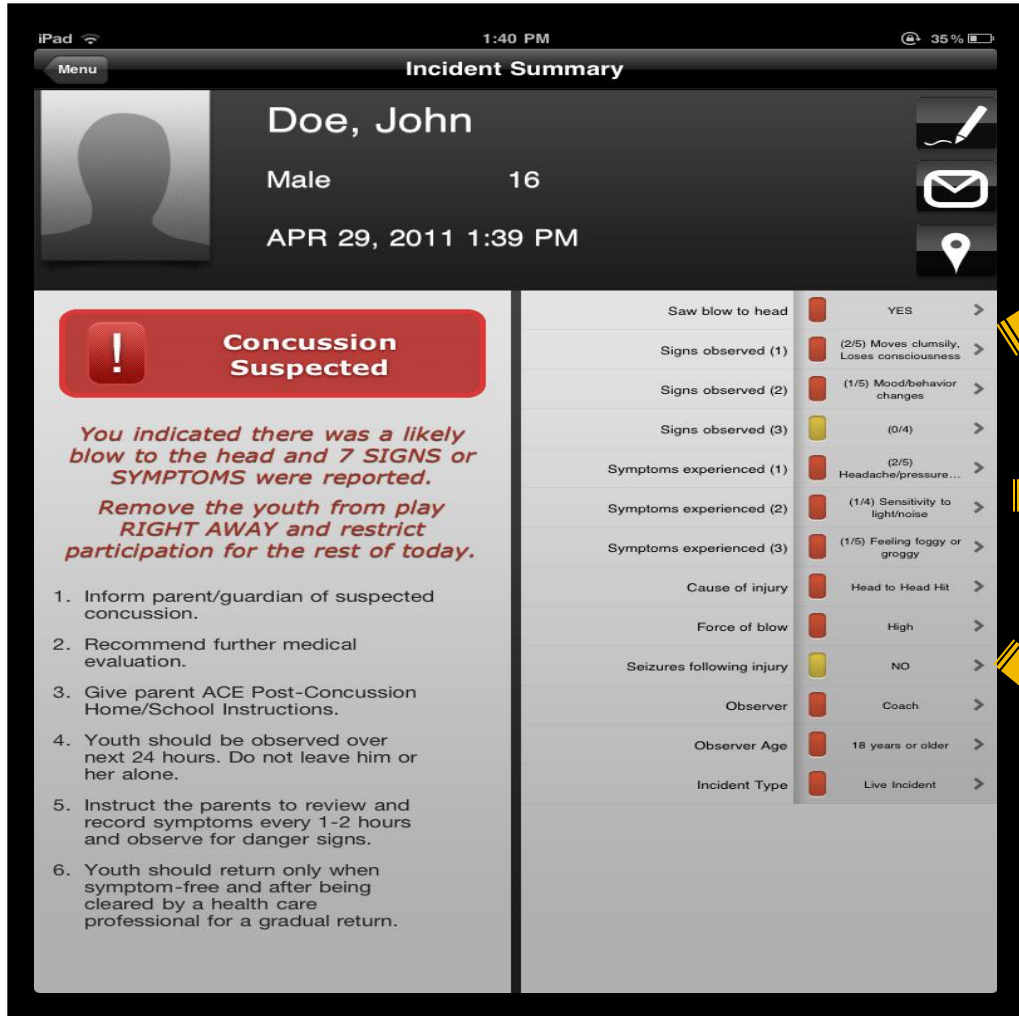 iPad
1:40 PM
35%
Menu
Incident Summary
Doe, John
Male 16
APR 29, 2011 1:39 PM
!
Concussion
Suspected
You indicated there was a likely
blow to the head and 7 SIGNS or
SYMPTOMS were reported.
Remove the youth from play
RIGHT AWAY and restrict
participation for the rest of today.
1. Inform parent/guardian of suspected
concussion.
2. Recommend further medical
evaluation.
3. Give parent ACE Post-Concussion
Home/School Instructions.
4. Youth should be observed over
next 24 hours. Do not leave him or
her alone.
5. Instruct the parents to review and
record symptoms every 1-2 hours
and observe for danger signs.
6. Youth should return only when
symptom-free and after being
cleared by a health care
professional for a gradual return.
Saw blow to head YES
Signs observed (1) (2/5) Moves clumsily,
Loses consciousness
Signs observed (2) (1/5) Mood/behavior
changes
Signs observed (3) (0/4)
Symptoms experienced (1) (2/5)
Headache/pressure...
Symptoms experienced (2) (1/4) Sensitivity to
light/noise
Symptoms experienced (3) (1/5) Feeling foggy or
groggy
Cause of injury Head to Head Hit
Force of blow High
Seizures following injury NO
Observer Coach
Observer Age 18 years or older
Incident Type Live Incident